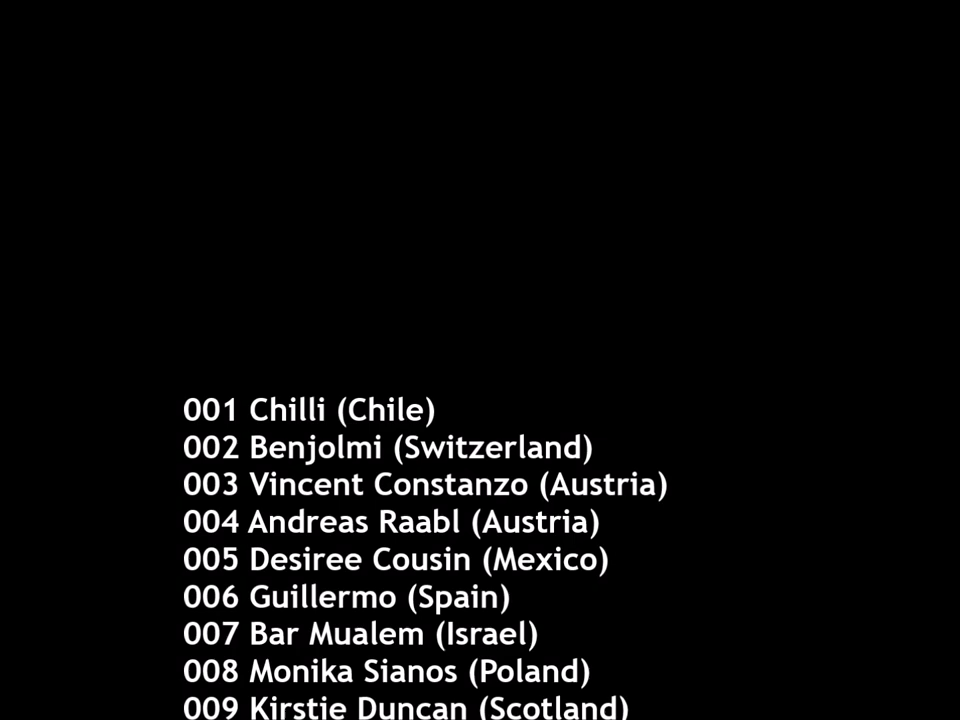 001 Chilli (Chile)
002 Benjolmi (Switzerland)
003 Vincent Constanzo (Austria)
004 Andreas Raabl (Austria)
005 Desiree Cousin (Mexico)
006 Guillermo (Spain)
007 Bar Mualem (Israel)
008 Monika Sianos (Poland)
009 Kirstie Duncan (Scotland)